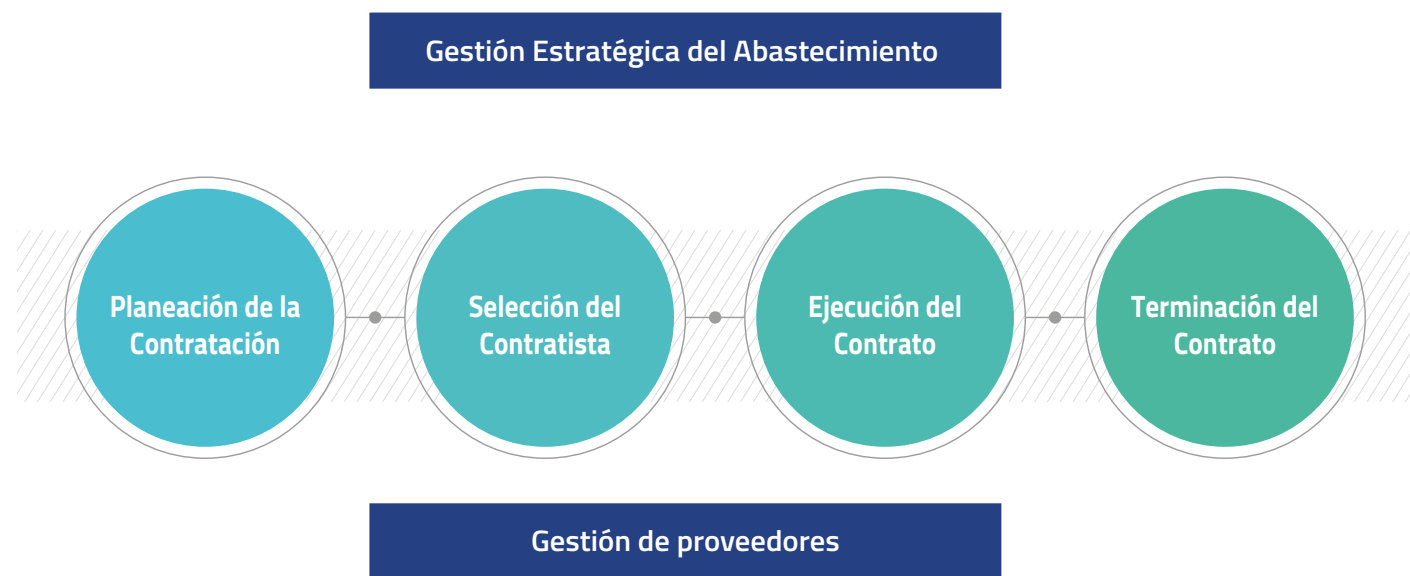 Gestión Estratégica del Abastecimiento
Planeación de la
Contratación
Selección del
Contratista
Ejecución del
Contrato
Terminación del
Contrato
Gestión de proveedores